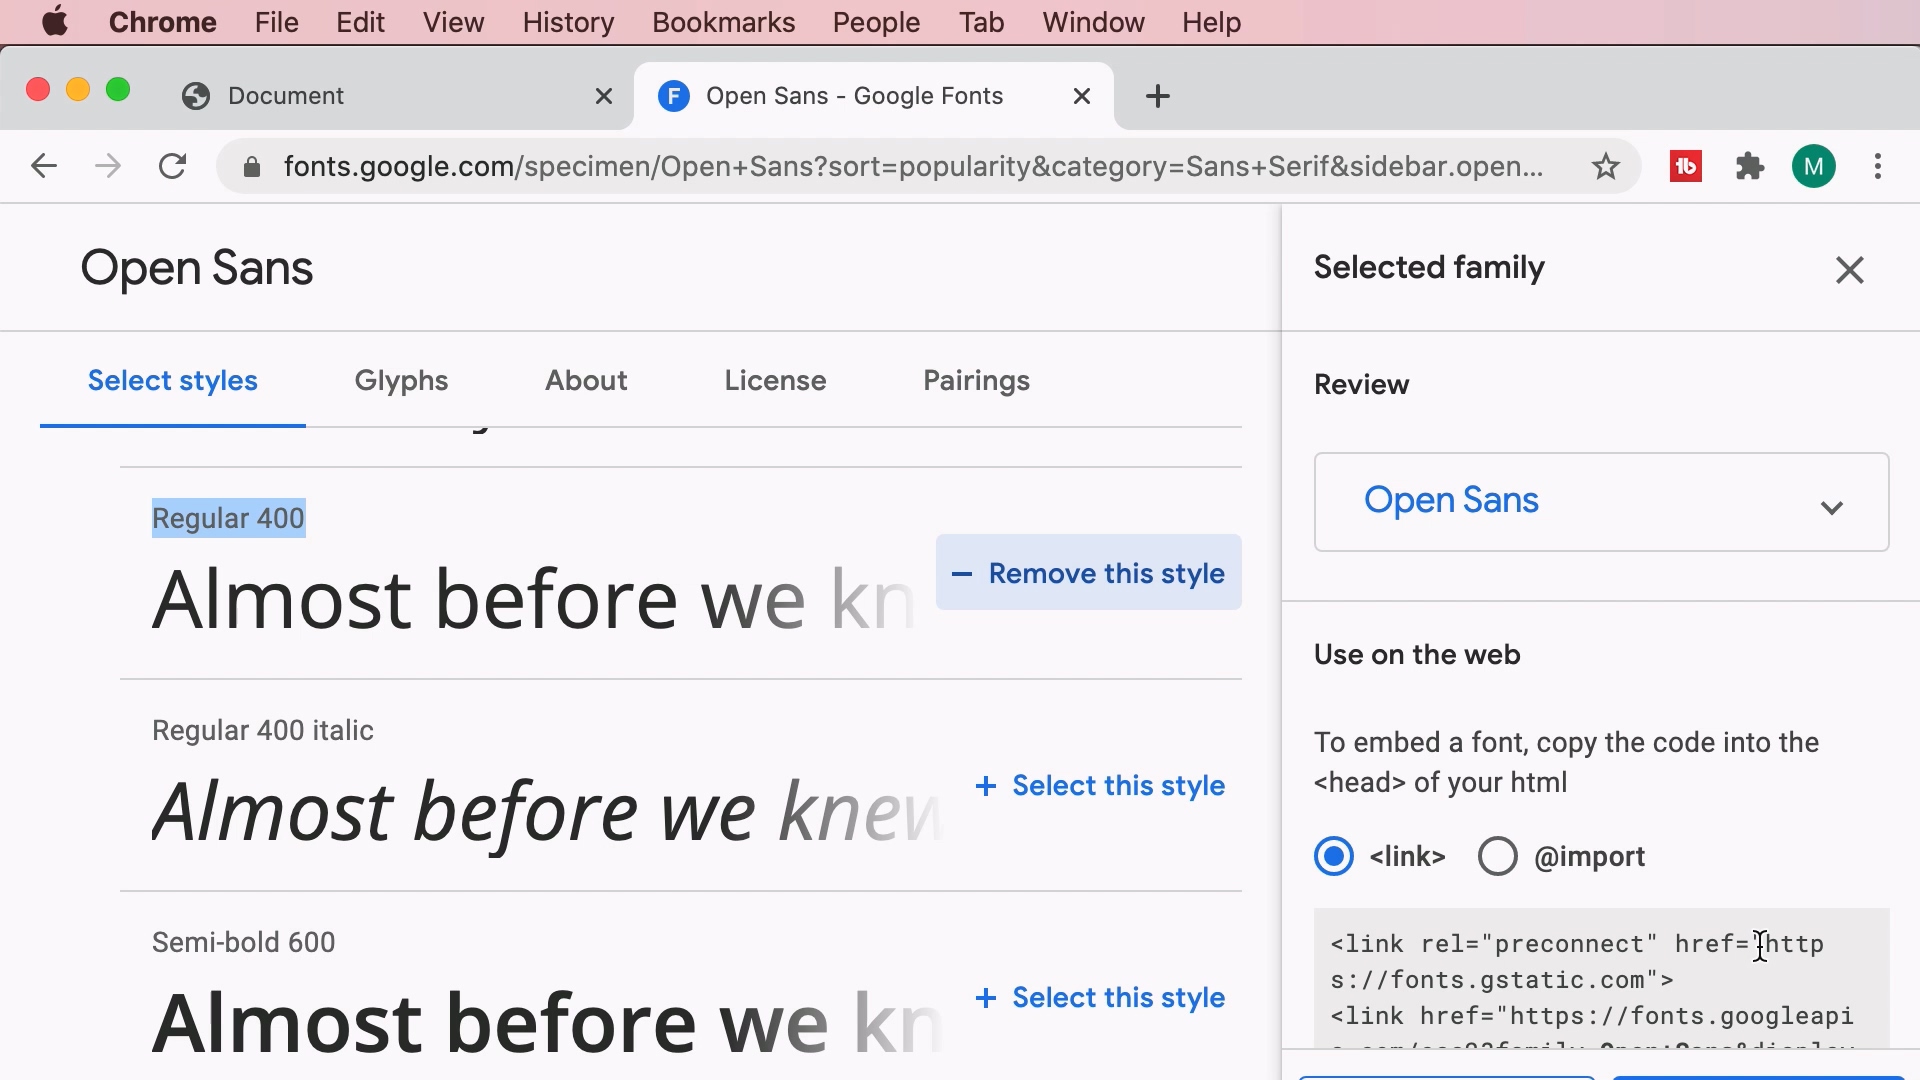 Chrome File Edit View History Bookmarks People Tab Window Help
Document
Open Sans - Google Fonts
fonts.google.com/specimen/Open+Sans?sort=popularity&category=Sans+Serif&sidebar.open...
M
Open Sans
Select styles Glyphs About License Pairings
Regular 400
Almost before we kn
− Remove this style
Regular 400 italic
Almost before we knew
+ Select this style
Semi-bold 600
Almost before we kn
+ Select this style
Selected family
Review
Open Sans
Use on the web
To embed a font, copy the code into the
<head> of your html
<link> @import
<link rel="preconnect" href="http
s://fonts.gstatic.com">
<link href="https://fonts.googleapi